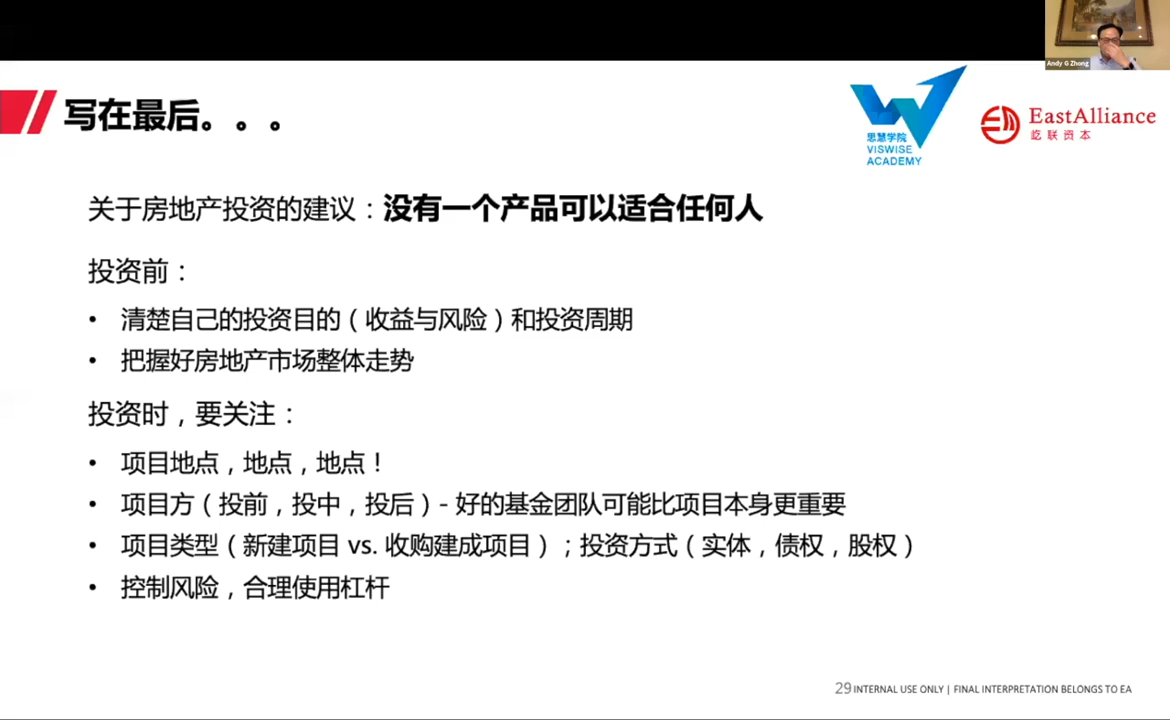 Andy G Zhong
写在最后。。。
思慧学院
VISWISE
ACADEMY
EastAlliance
屹联资本
关于房地产投资的建议：没有一个产品可以适合任何人
投资前：
• 清楚自己的投资目的（收益与风险）和投资周期
• 把握好房地产市场整体走势
投资时，要关注：
• 项目地点，地点，地点！
• 项目方（投前，投中，投后）- 好的基金团队可能比项目本身更重要
• 项目类型（新建项目 vs. 收购建成项目）；投资方式（实体，债权，股权）
• 控制风险，合理使用杠杆
29 INTERNAL USE ONLY | FINAL INTERPRETATION BELONGS TO EA